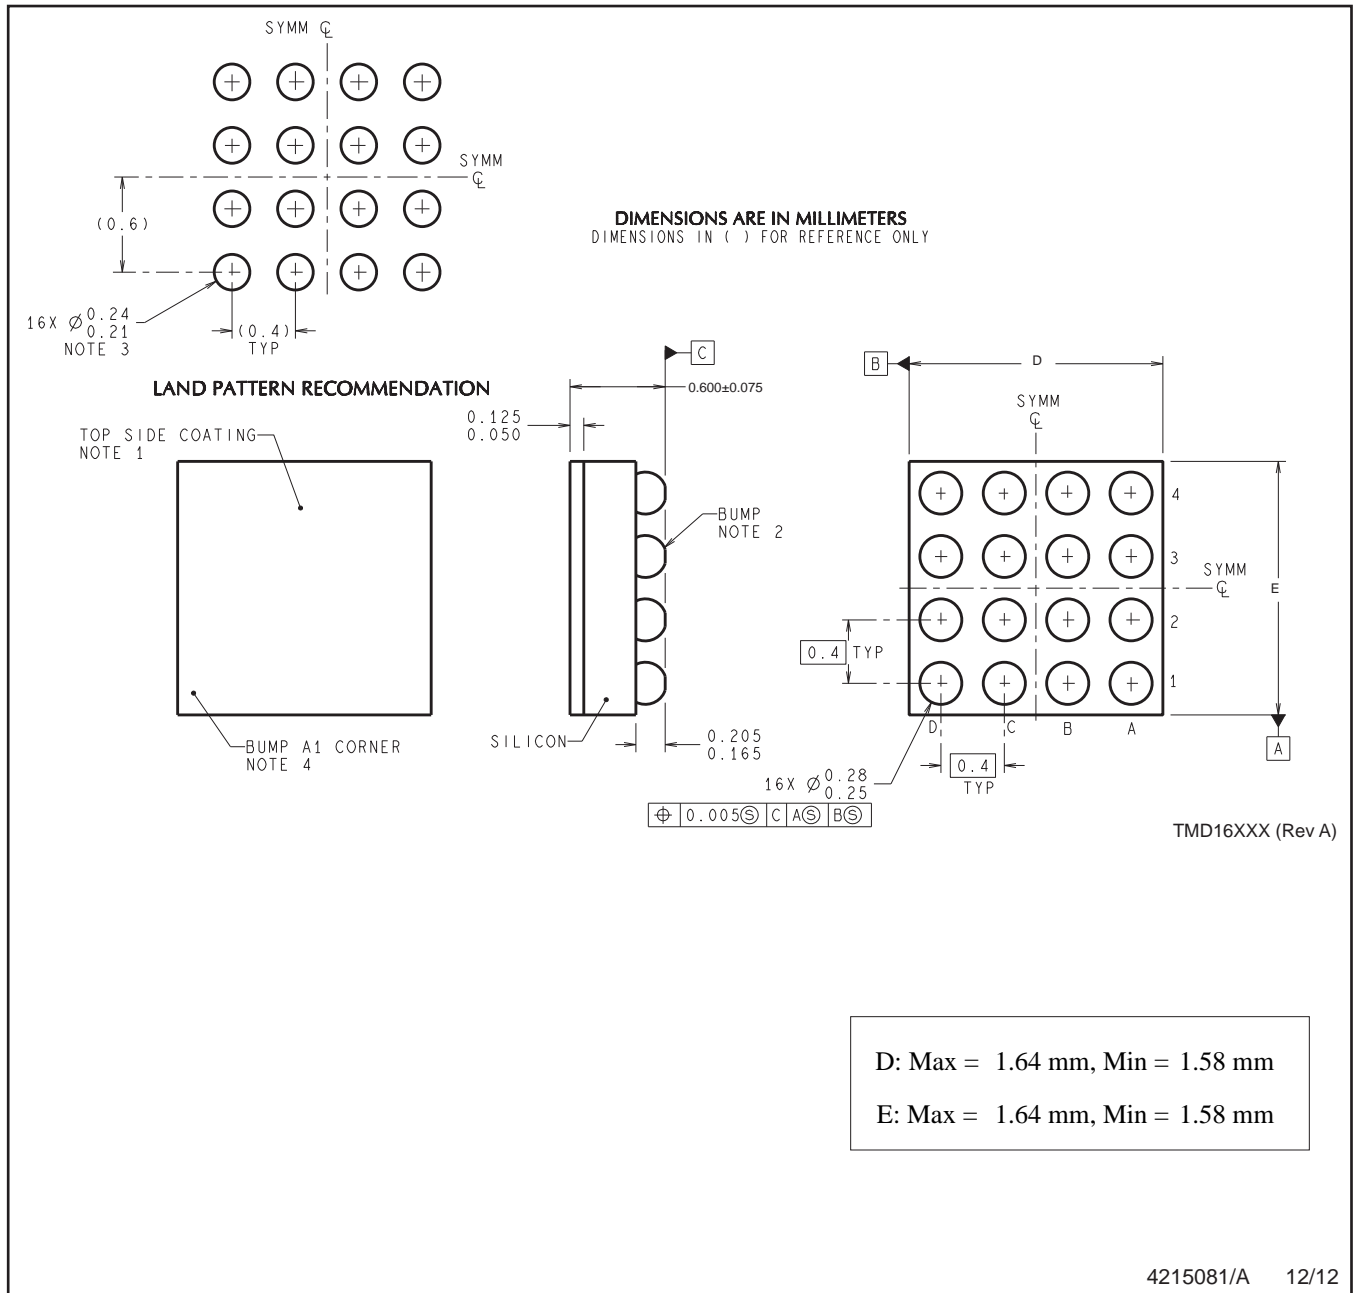 SYMM ℄
SYMM
℄
(0.6)
16X ⌀ 0.24
0.21
NOTE 3
(0.4)
TYP
DIMENSIONS ARE IN MILLIMETERS
DIMENSIONS IN ( ) FOR REFERENCE ONLY
LAND PATTERN RECOMMENDATION
TOP SIDE COATING
NOTE 1
BUMP A1 CORNER
NOTE 4
C
0.600±0.075
0.125
0.050
BUMP
NOTE 2
SILICON
0.205
0.165
B
D
SYMM
℄
4
3
2
1
SYMM
℄
E
0.4 TYP
D C B A
A
0.4
TYP
16X ⌀ 0.28
0.25
⌖ 0.005Ⓢ C AⓈ BⓈ
TMD16XXX (Rev A)
D: Max = 1.64 mm, Min = 1.58 mm
E: Max = 1.64 mm, Min = 1.58 mm
4215081/A 12/12